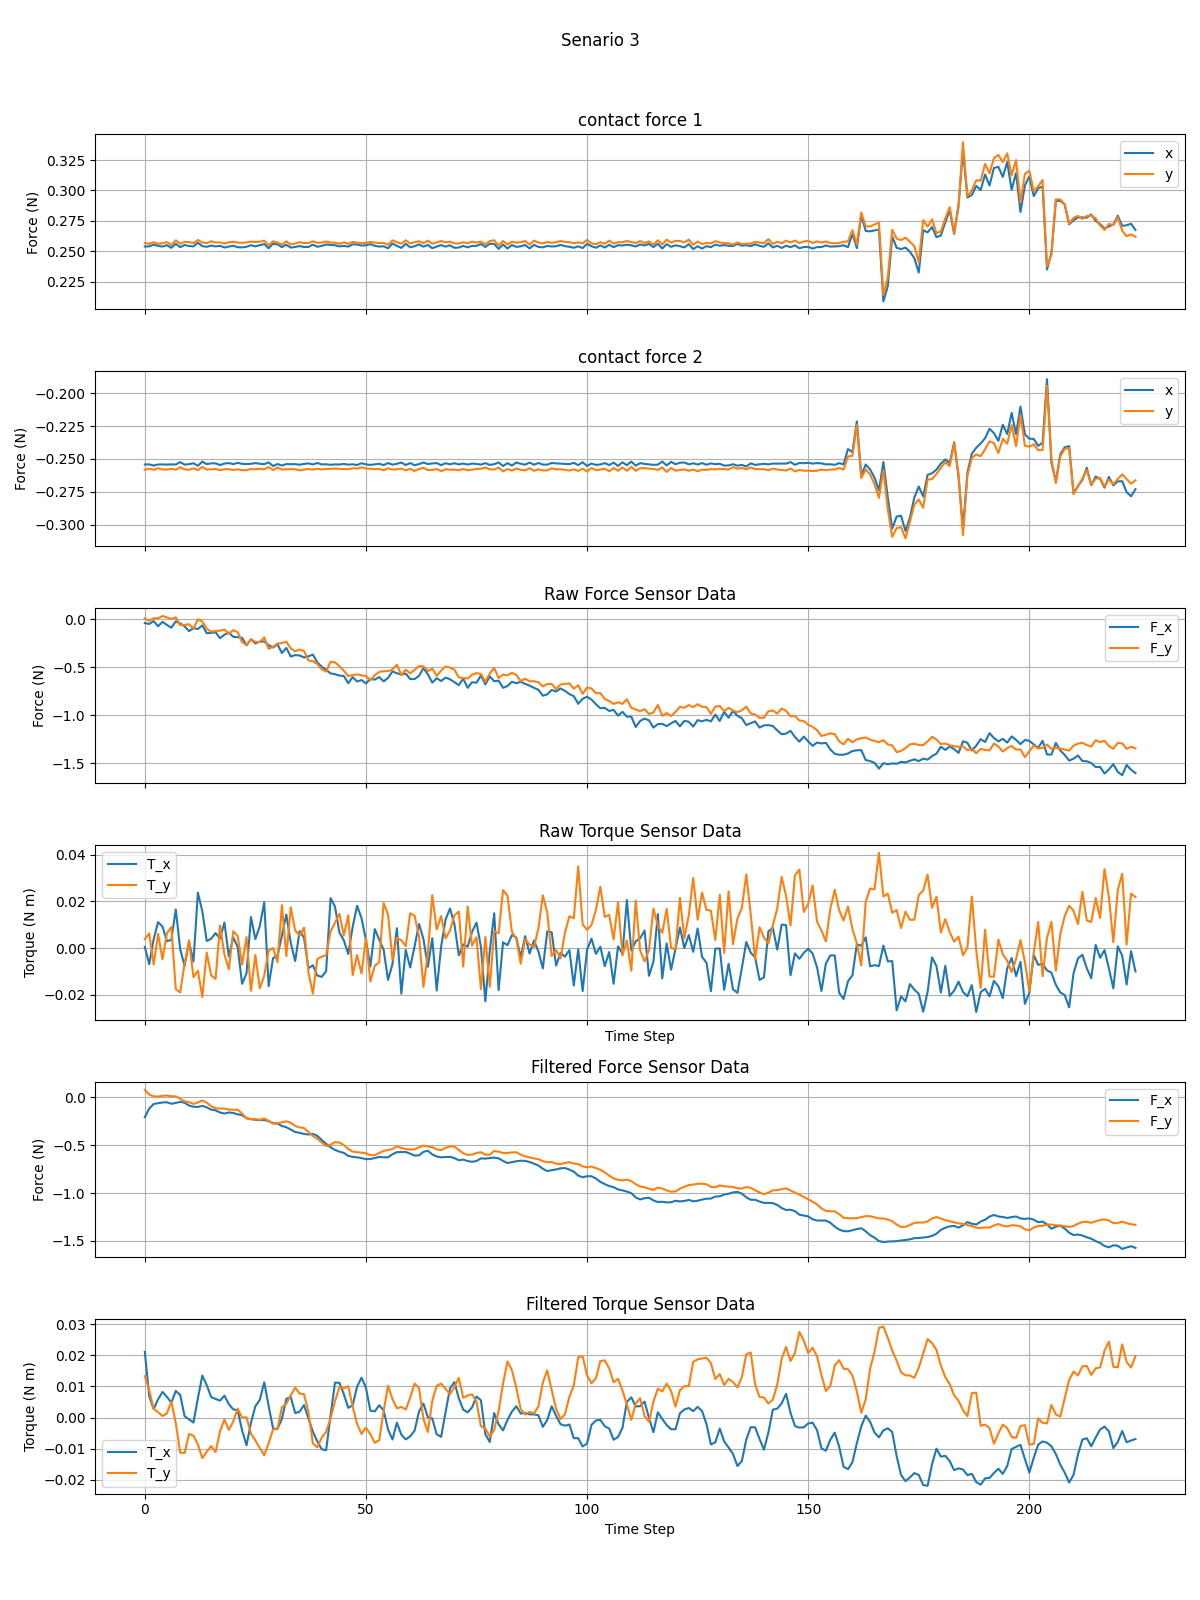 Senario 3
contact force 1
Force (N)
0.325
0.300
0.275
0.250
0.225
x
y
contact force 2
Force (N)
−0.200
−0.225
−0.250
−0.275
−0.300
x
y
Raw Force Sensor Data
Force (N)
0.0
−0.5
−1.0
−1.5
F_x
F_y
Raw Torque Sensor Data
Torque (N m)
0.04
0.02
0.00
−0.02
T_x
T_y
Time Step
Filtered Force Sensor Data
Force (N)
0.0
−0.5
−1.0
−1.5
F_x
F_y
Filtered Torque Sensor Data
Torque (N m)
0.03
0.02
0.01
0.00
−0.01
−0.02
T_x
T_y
0 50 100 150 200
Time Step